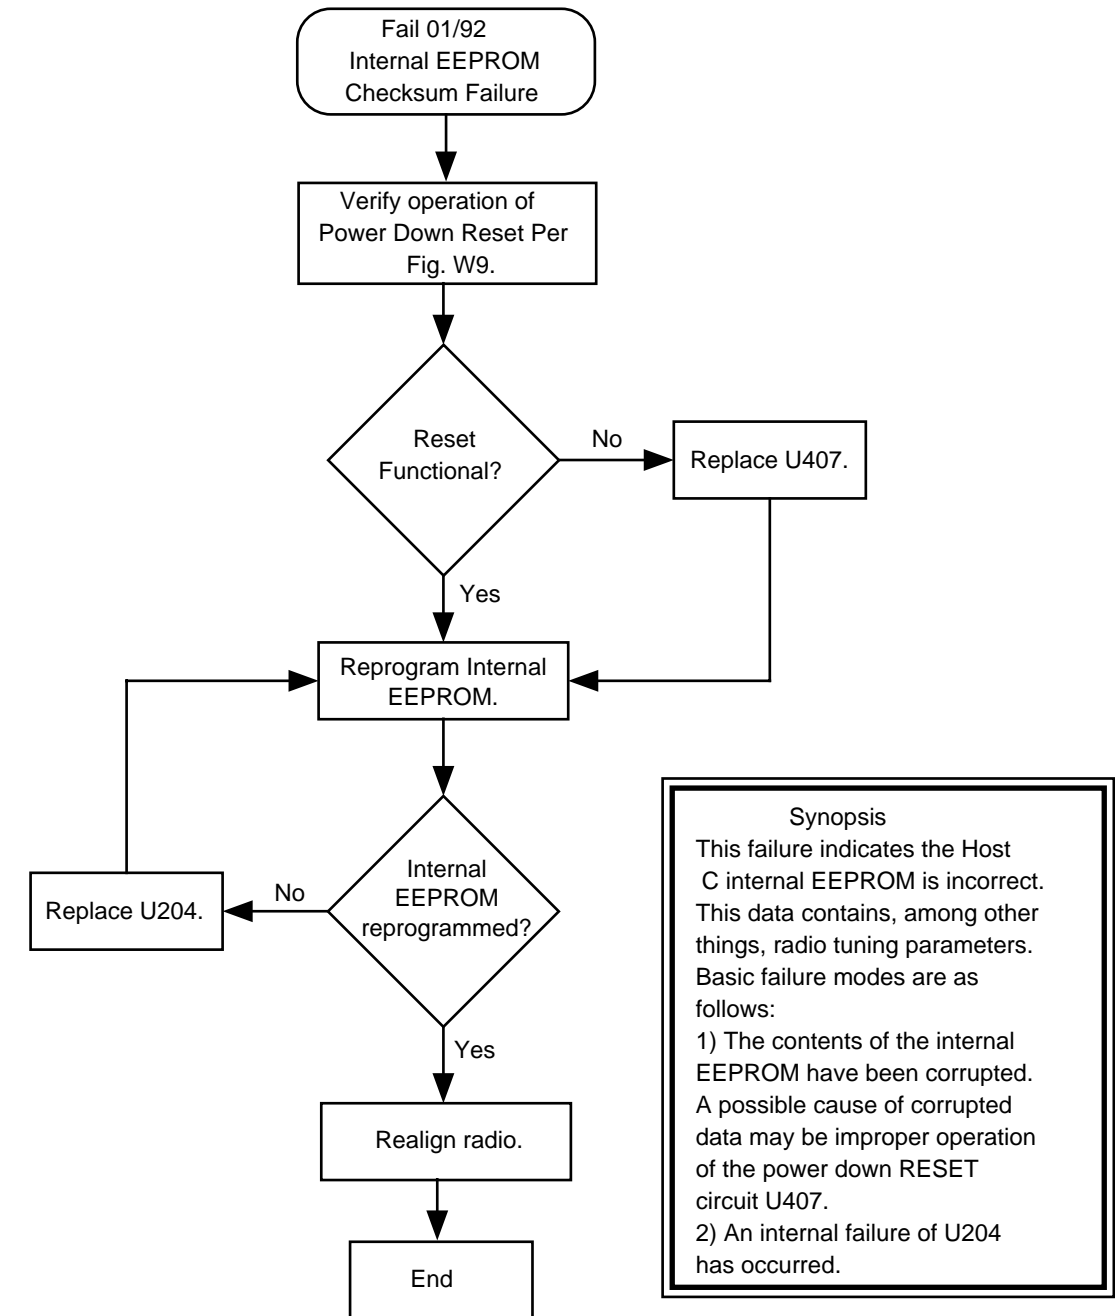 Fail 01/92
Internal EEPROM
Checksum Failure
Verify operation of
Power Down Reset Per
Fig. W9.
Reset
Functional?
No
Replace U407.
Yes
Reprogram Internal
EEPROM.
Internal
EEPROM
reprogrammed?
No
Replace U204.
Yes
Realign radio.
End
Synopsis
This failure indicates the Host
C internal EEPROM is incorrect.
This data contains, among other
things, radio tuning parameters.
Basic failure modes are as
follows:
1) The contents of the internal
EEPROM have been corrupted.
A possible cause of corrupted
data may be improper operation
of the power down RESET
circuit U407.
2) An internal failure of U204
has occurred.